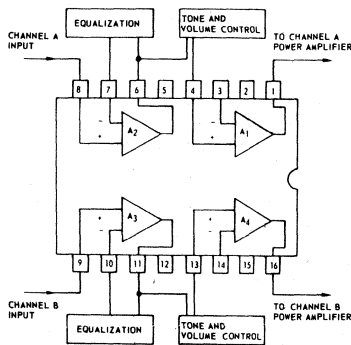 EQUALIZATION
TONE AND
VOLUME CONTROL
CHANNEL A
INPUT
TO CHANNEL A
POWER AMPLIFIER
8 7 6 5 4 3 2 1
- + A2
- + A1
+ - A3
+ - A4
9 10 11 12 13 14 15 16
CHANNEL B
INPUT
TO CHANNEL B
POWER AMPLIFIER
EQUALIZATION
TONE AND
VOLUME CONTROL